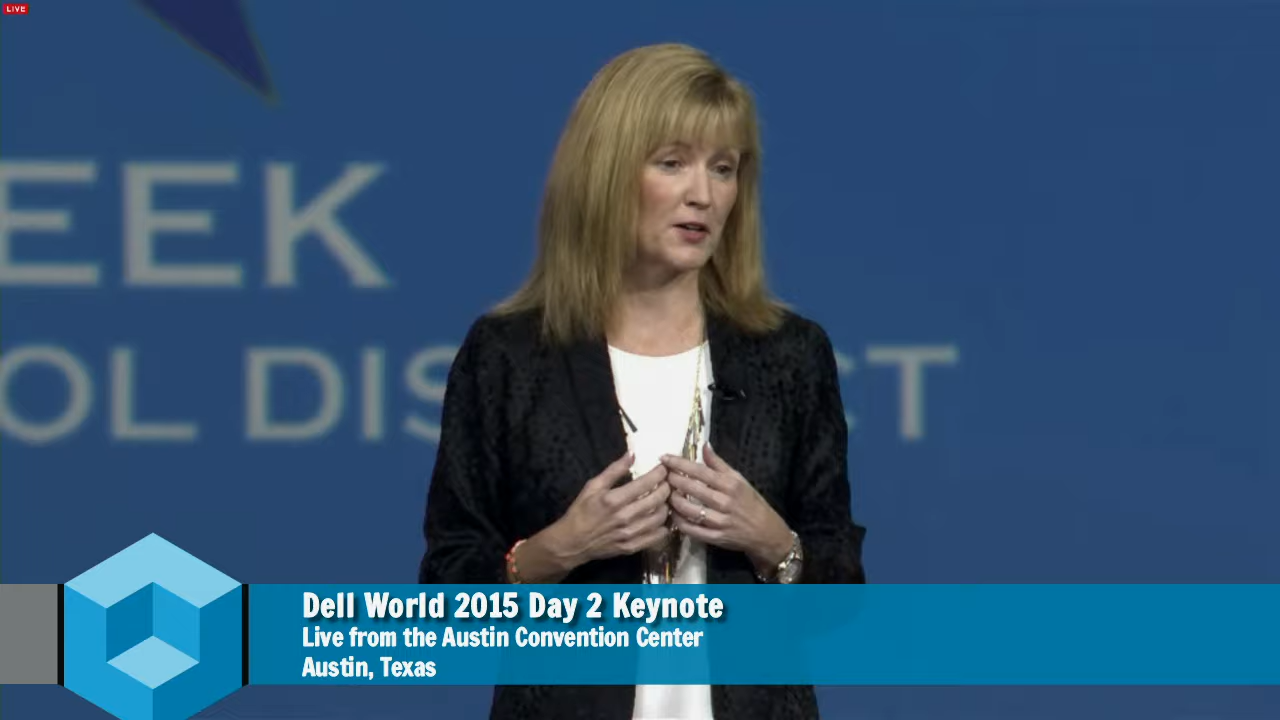 LIVE
EEK
OL DIS CT
Dell World 2015 Day 2 Keynote
Live from the Austin Convention Center
Austin, Texas